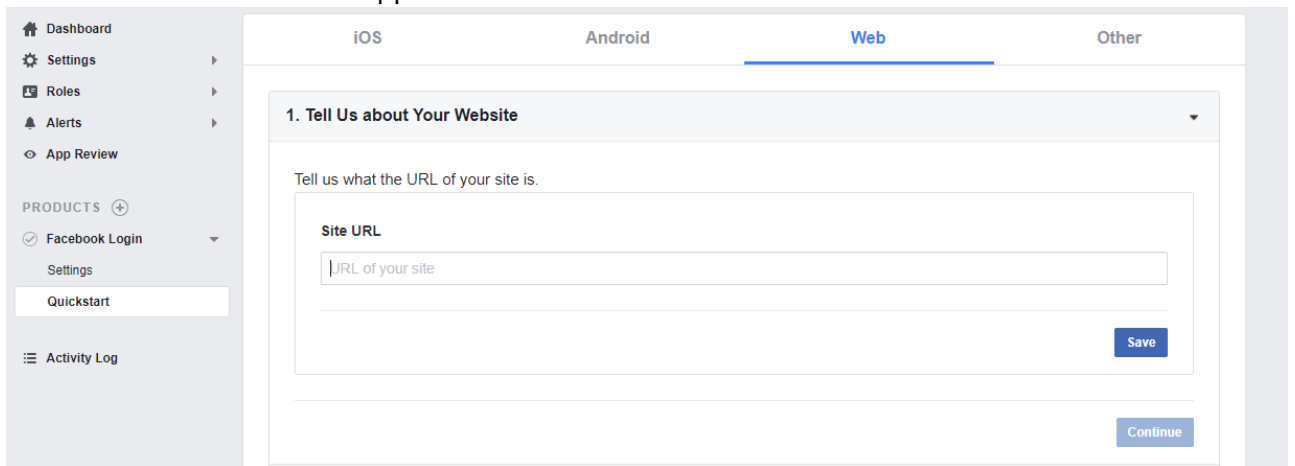 Dashboard
Settings
Roles
Alerts
App Review
PRODUCTS
Facebook Login
Settings
Quickstart
Activity Log
iOS Android Web Other
1. Tell Us about Your Website
Tell us what the URL of your site is.
Site URL
URL of your site
Save
Continue